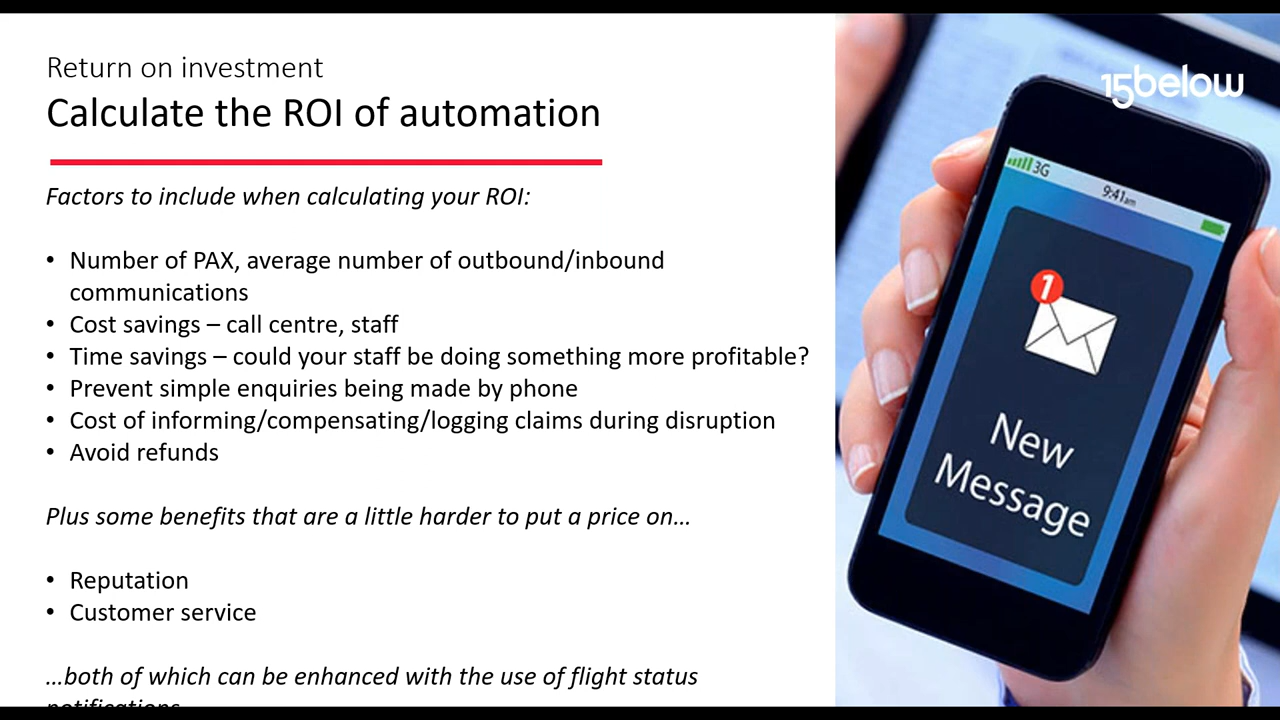 Return on investment
Calculate the ROI of automation
Factors to include when calculating your ROI:
• Number of PAX, average number of outbound/inbound
communications
• Cost savings – call centre, staff
• Time savings – could your staff be doing something more profitable?
• Prevent simple enquiries being made by phone
• Cost of informing/compensating/logging claims during disruption
• Avoid refunds
Plus some benefits that are a little harder to put a price on…
• Reputation
• Customer service
…both of which can be enhanced with the use of flight status
notifications
15below
3G
9:41am
1
New
Message